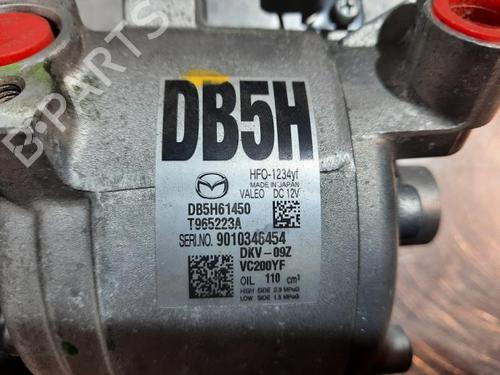 B-PARTS
DB5H
HFO-1234yf
MADE IN JAPAN
VALEO DC 12V
DB5H61450
T965223A
SERI.NO. 9010346454
DKV-09Z
VC200YF
OIL 110 cm³
HIGH SIDE 2.9 MPaG
LOW SIDE 1.5 MPaG